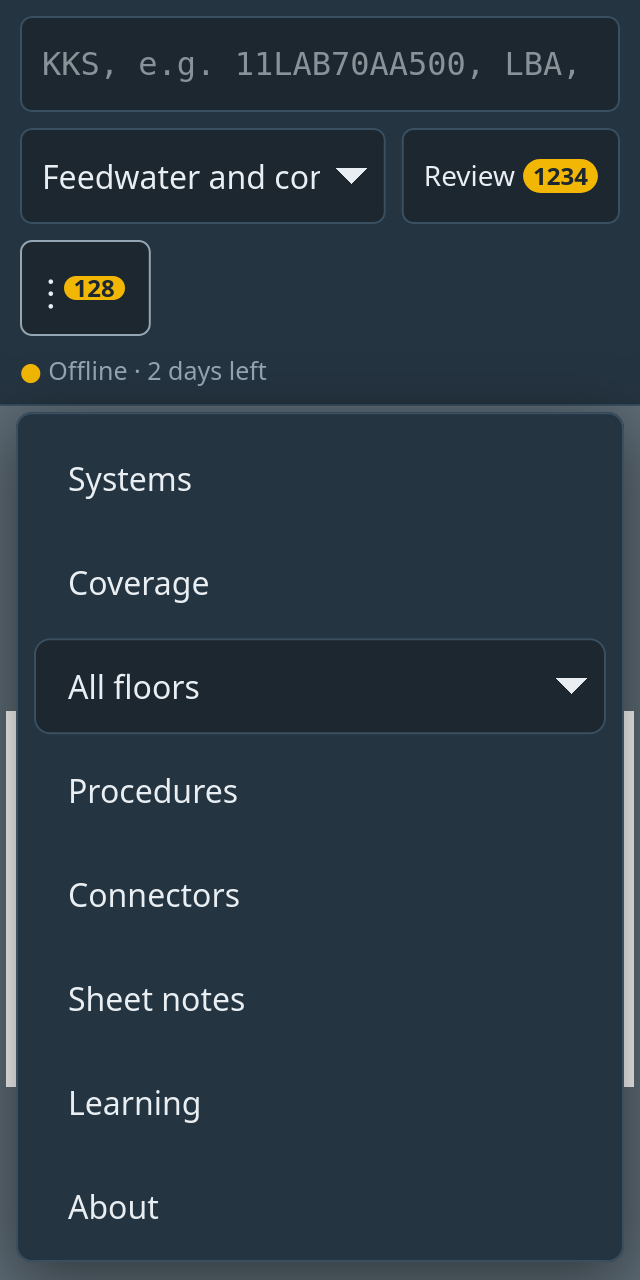 KKS, e.g. 11LAB70AA500, LBA,
Feedwater and cor
Review 1234
⋮ 128
Offline · 2 days left
Systems
Coverage
All floors
Procedures
Connectors
Sheet notes
Learning
About